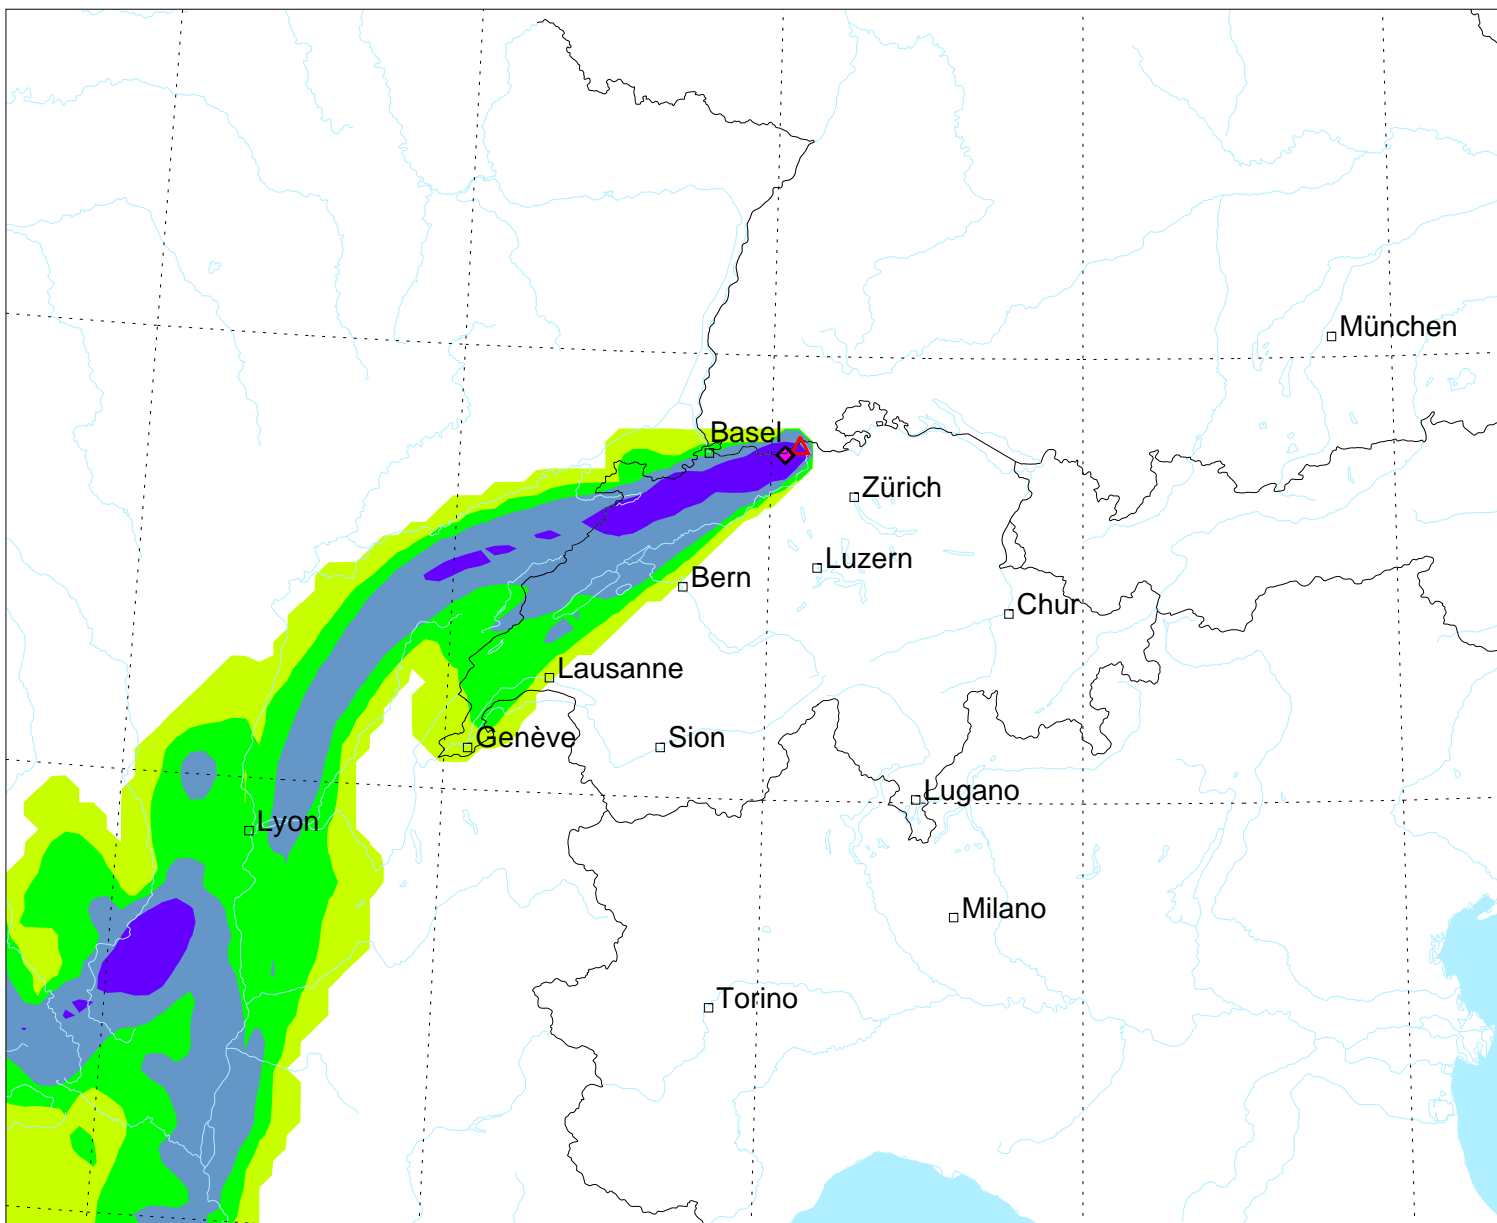 München
Basel
Zürich
Luzern
Bern
Chur
Lausanne
Genève
Sion
Lugano
Lyon
Milano
Torino